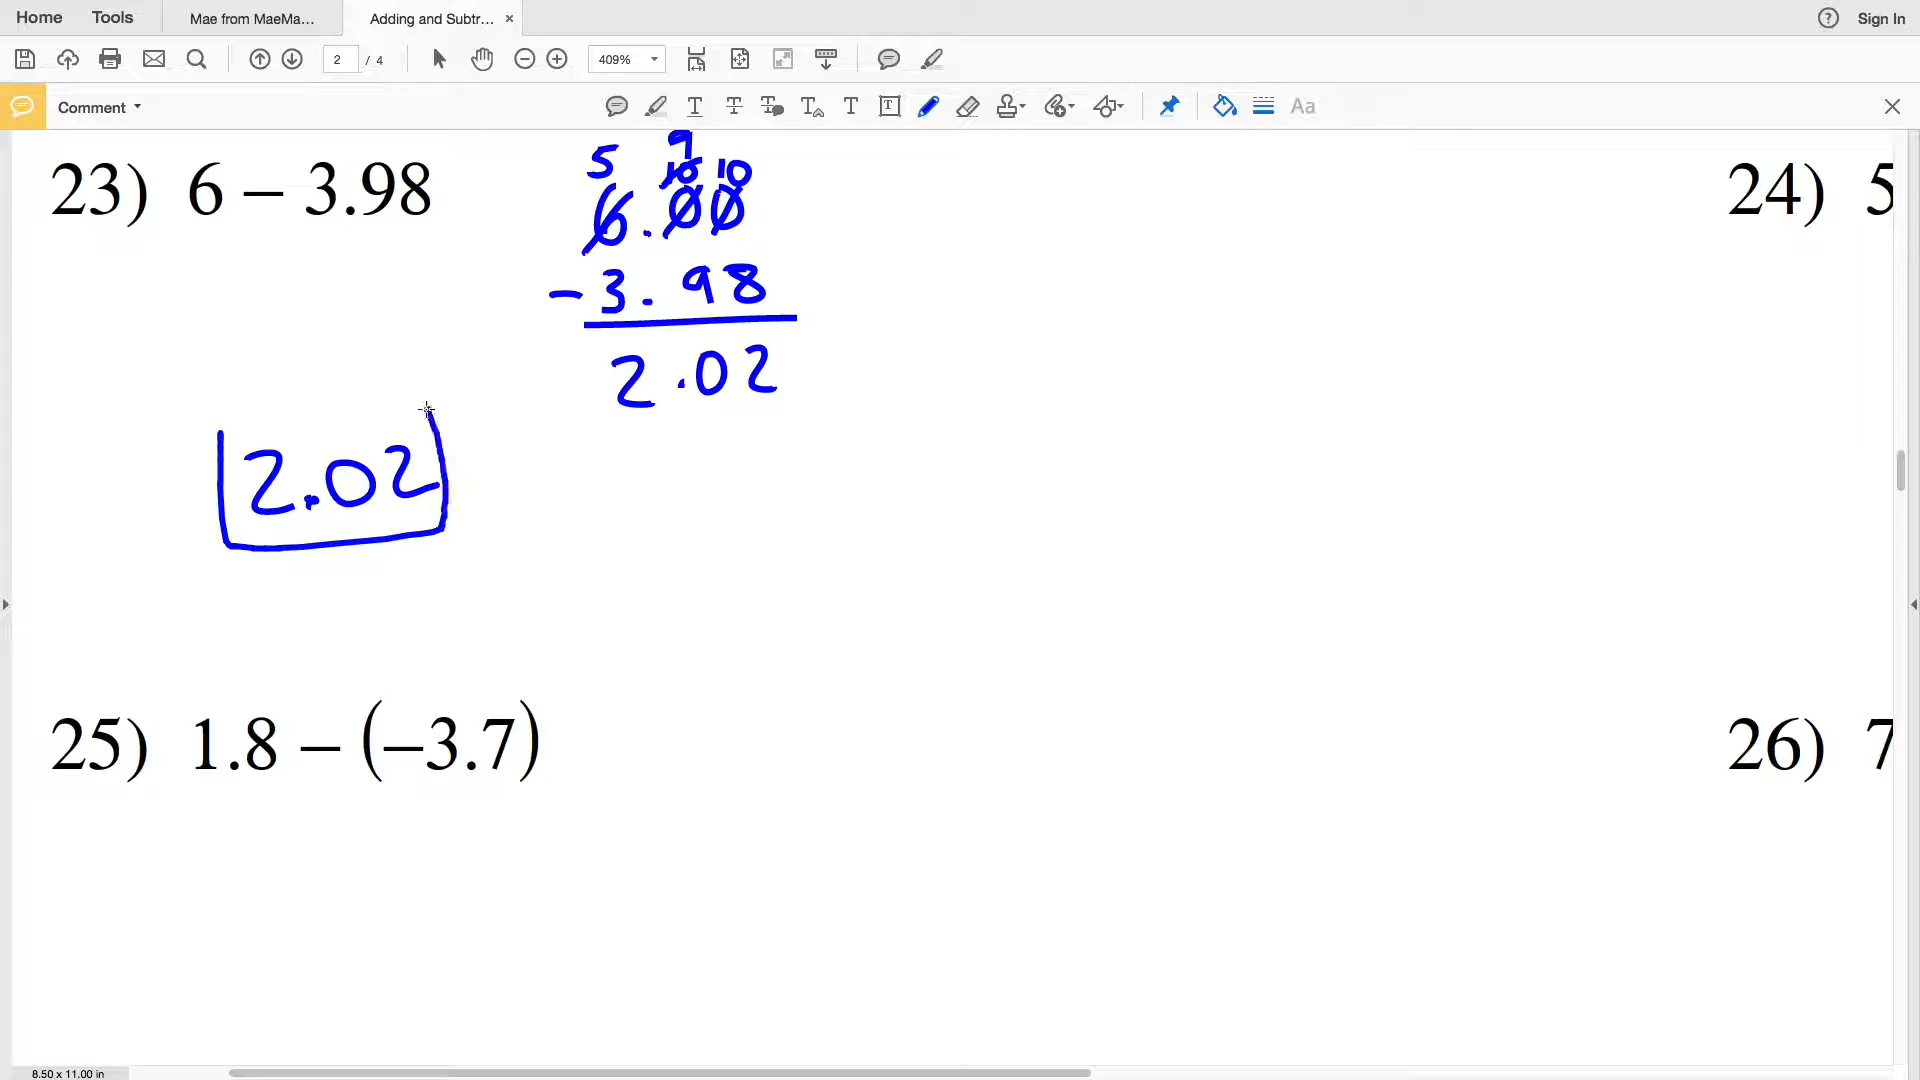 Home Tools Mae from MaeMa... Adding and Subtr... × ? Sign In
2 / 4 409%
Comment T T T T T T Aa
5 9 10 10
23) 6 – 3.98 6.00 24) 5
- 3.98
2.02
2.02
25) 1.8 – (–3.7) 26) 7
8.50 x 11.00 in